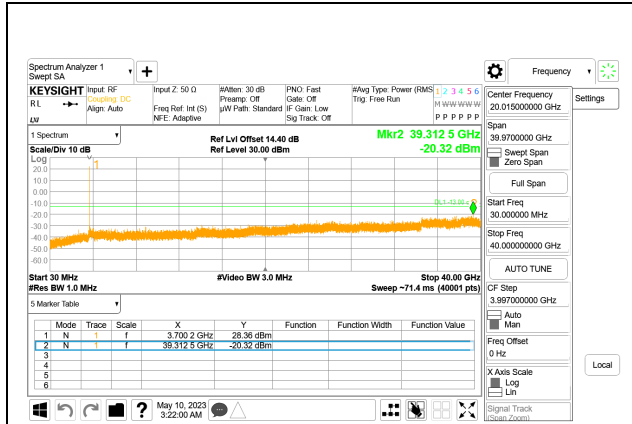 Spectrum Analyzer 1
Swept SA
+
Frequency
KEYSIGHT
Input: RF
Coupling: DC
Align: Auto
Input Z: 50 Ω
Freq Ref: Int (S)
NFE: Adaptive
#Atten: 30 dB
Preamp: Off
µW Path: Standard
PNO: Fast
Gate: Off
IF Gain: Low
Sig Track: Off
#Avg Type: Power (RMS
Trig: Free Run
1 2 3 4 5 6
M W W W W W
P P P P P P
R L
LXI
Center Frequency
20.015000000 GHz
Settings
1 Spectrum
Scale/Div 10 dB
Ref Lvl Offset 14.40 dB
Ref Level 30.00 dBm
Mkr2 39.312 5 GHz
-20.32 dBm
Span
39.9700000 GHz
Swept Span
Zero Span
Full Span
Log
20.0
10.0
0.00
-10.0
-20.0
-30.0
-40.0
-50.0
-60.0
1
DL1 -13.00
Start Freq
30.000000 MHz
Stop Freq
40.000000000 GHz
AUTO TUNE
Start 30 MHz
#Res BW 1.0 MHz
#Video BW 3.0 MHz
Stop 40.00 GHz
Sweep ~71.4 ms (40001 pts)
CF Step
3.997000000 GHz
Auto
Man
5 Marker Table
Mode Trace Scale X Y Function Function Width Function Value
1 N 1 f 3.700 2 GHz 28.36 dBm
2 N 1 f 39.312 5 GHz -20.32 dBm
3
4
5
6
Freq Offset
0 Hz
X Axis Scale
Log
Lin
Local
Signal Track
(Span Zoom)
?
May 10, 2023
3:22:00 AM